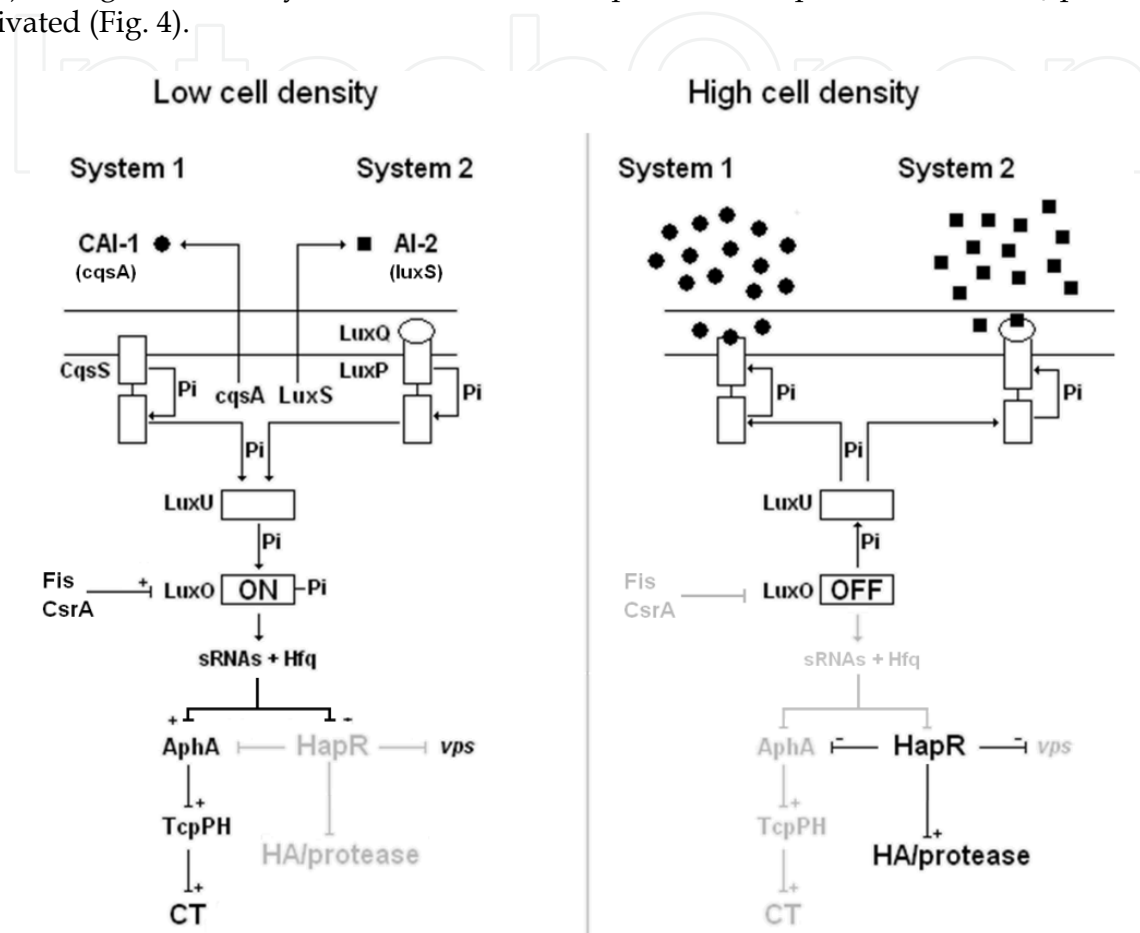 ivated (Fig. 4).
Low cell density
High cell density
System 1
System 2
CAI-1
(cqsA)
AI-2
(luxS)
LuxQ
CqsS
LuxP
Pi
cqsA
LuxS
Pi
Pi
LuxU
Pi
Fis
CsrA
+
LuxO
ON
Pi
sRNAs + Hfq
+
-
AphA
HapR
vps
+
TcpPH
HA/protease
+
CT
System 1
System 2
Pi
Pi
Pi
LuxU
Pi
Fis
CsrA
LuxO
OFF
sRNAs + Hfq
AphA
-
HapR
-
vps
+
TcpPH
+
HA/protease
+
CT